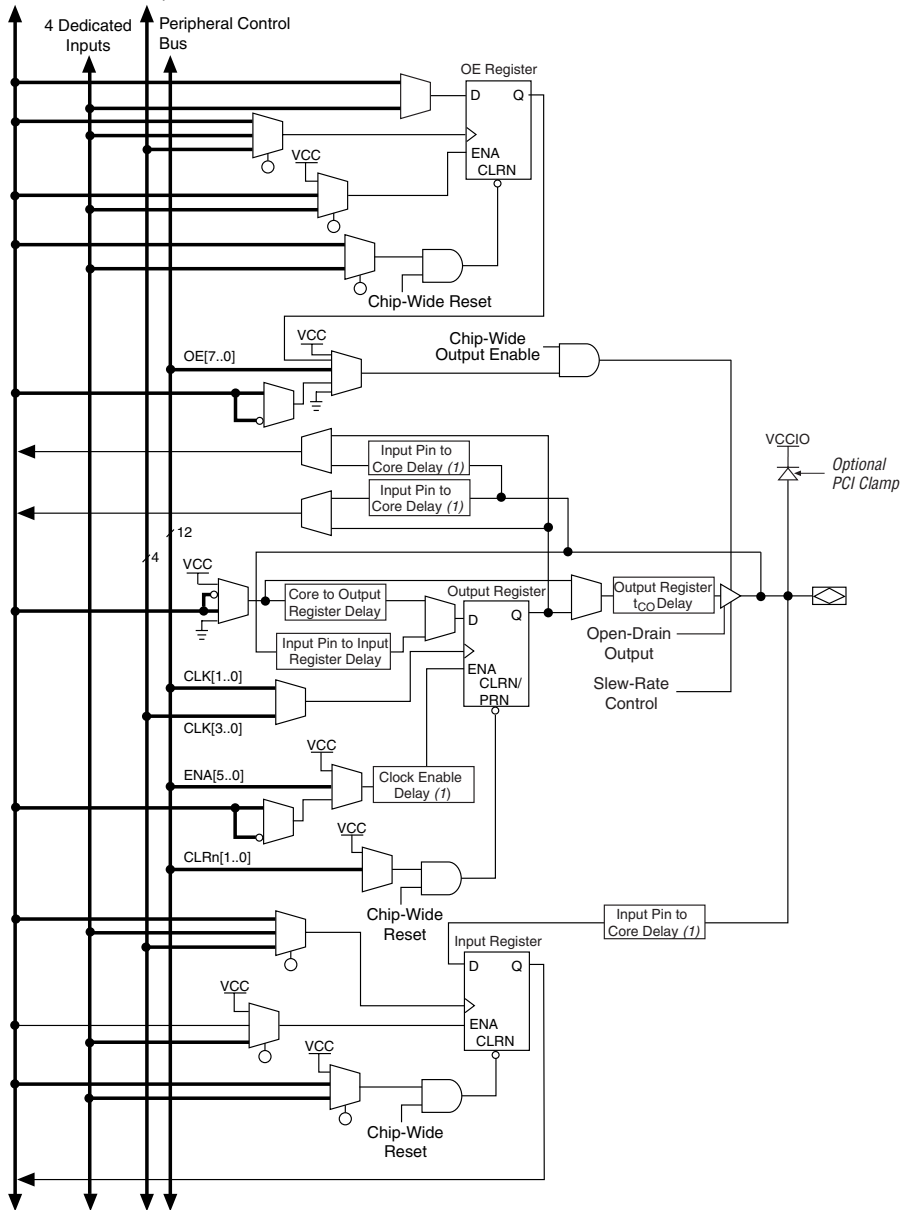 4 Dedicated
Inputs
Peripheral Control
Bus
OE Register
D Q
ENA
CLRN
VCC
Chip-Wide Reset
VCC
OE[7..0]
Chip-Wide
Output Enable
Input Pin to
Core Delay (1)
Input Pin to
Core Delay (1)
VCCIO
Optional
PCI Clamp
12
4
VCC
Core to Output
Register Delay
Input Pin to Input
Register Delay
Output Register
D Q
ENA
CLRN/
PRN
Output Register
tCO Delay
Open-Drain
Output
Slew-Rate
Control
CLK[1..0]
CLK[3..0]
VCC
ENA[5..0]
Clock Enable
Delay (1)
VCC
CLRn[1..0]
Chip-Wide
Reset
Input Pin to
Core Delay (1)
Input Register
D Q
ENA
CLRN
VCC
VCC
Chip-Wide
Reset